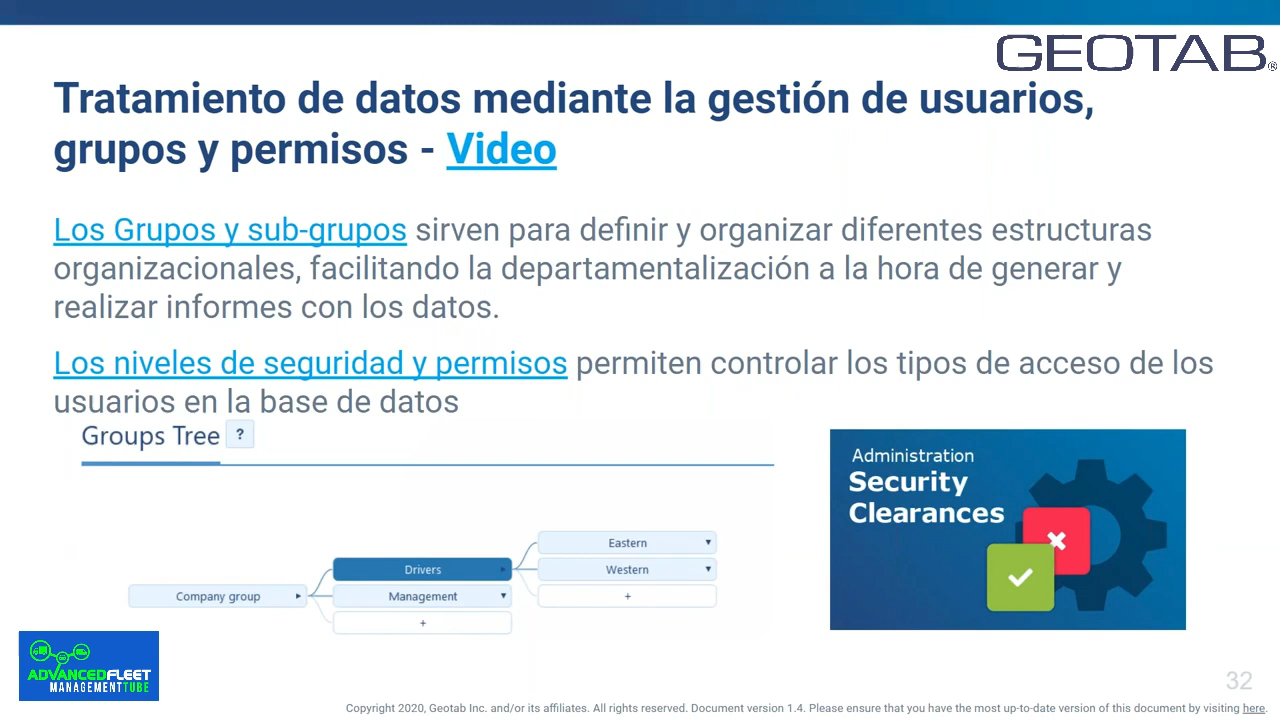 GEOTAB®
Tratamiento de datos mediante la gestión de usuarios,
grupos y permisos - Video
Los Grupos y sub-grupos sirven para definir y organizar diferentes estructuras
organizacionales, facilitando la departamentalización a la hora de generar y
realizar informes con los datos.
Los niveles de seguridad y permisos permiten controlar los tipos de acceso de los
usuarios en la base de datos
Groups Tree ?
Company group
Drivers
Management
+
Eastern
Western
+
Administration
Security
Clearances
ADVANCEDFLEET
MANAGEMENTTUBE
32
Copyright 2020, Geotab Inc. and/or its affiliates. All rights reserved. Document version 1.4. Please ensure that you have the most up-to-date version of this document by visiting here.